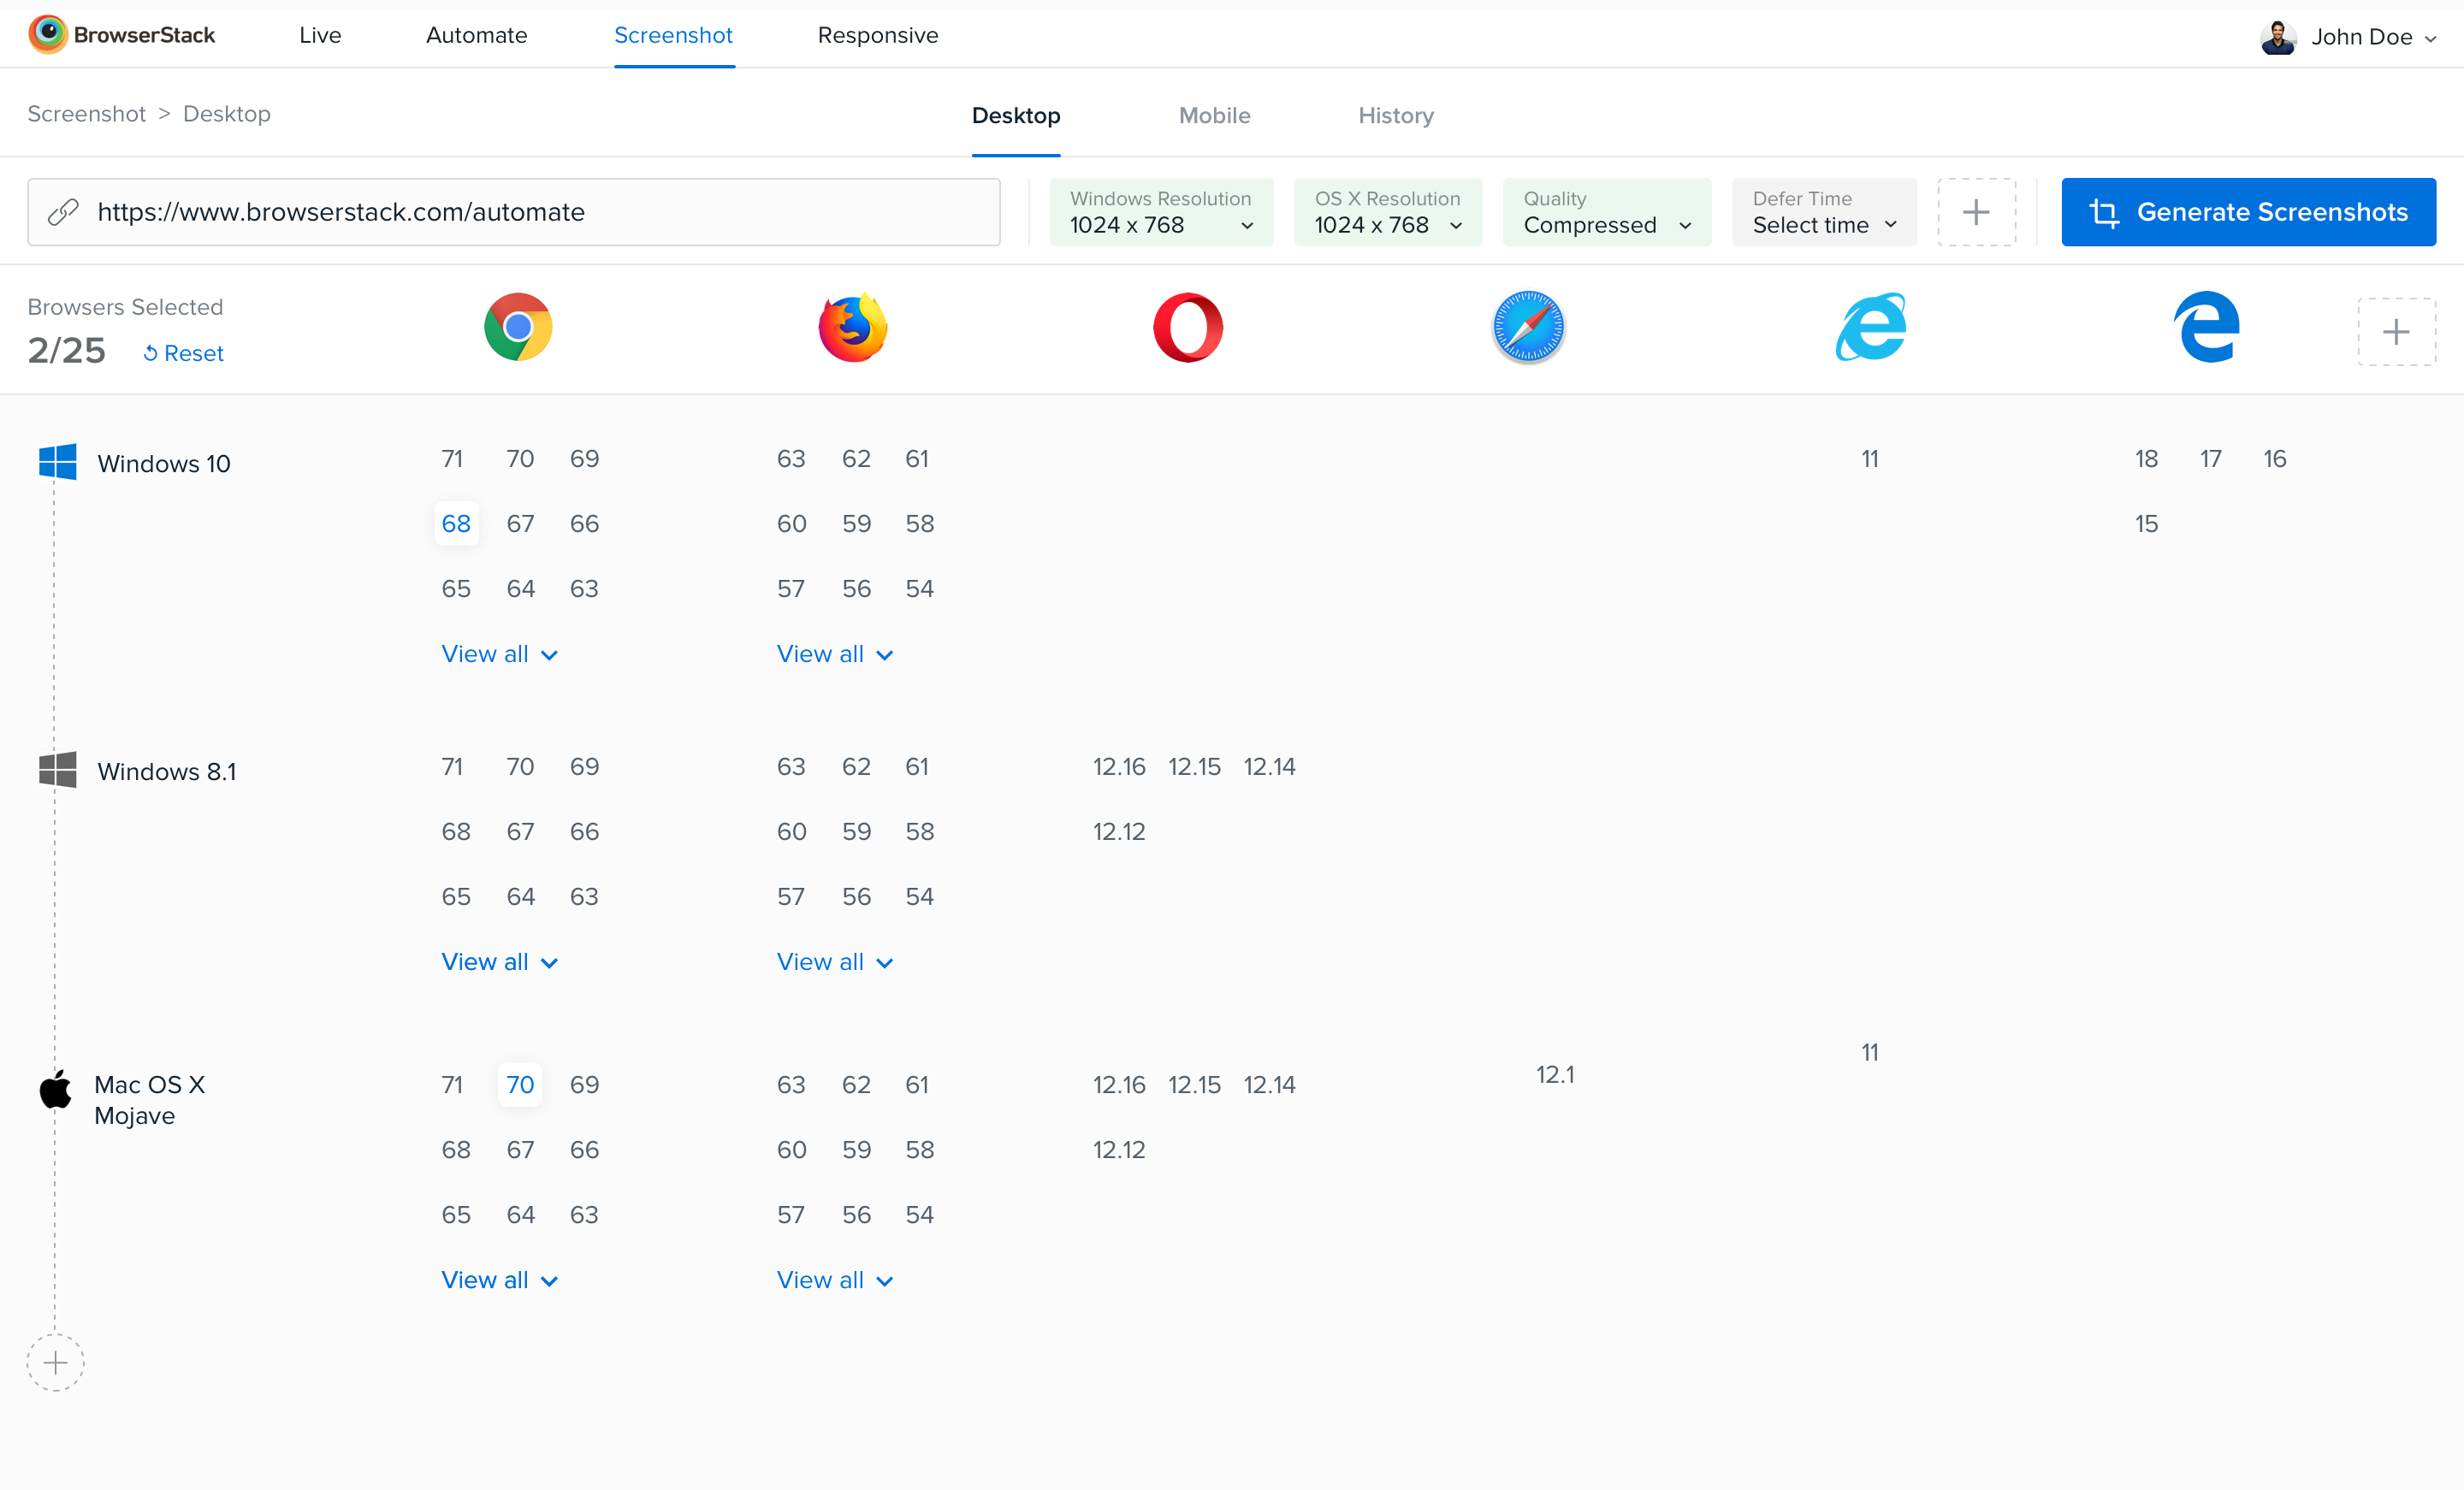 BrowserStack Live Automate Screenshot Responsive John Doe
Screenshot > Desktop Desktop Mobile History
https://www.browserstack.com/automate
Windows Resolution
1024 x 768
OS X Resolution
1024 x 768
Quality
Compressed
Defer Time
Select time
Generate Screenshots
Browsers Selected
2/25 Reset
Windows 10
71 70 69 63 62 61 11 18 17 16
68 67 66 60 59 58 15
65 64 63 57 56 54
View all View all
Windows 8.1
71 70 69 63 62 61 12.16 12.15 12.14
68 67 66 60 59 58 12.12
65 64 63 57 56 54
View all View all
Mac OS X
Mojave
71 70 69 63 62 61 12.16 12.15 12.14 12.1 11
68 67 66 60 59 58 12.12
65 64 63 57 56 54
View all View all